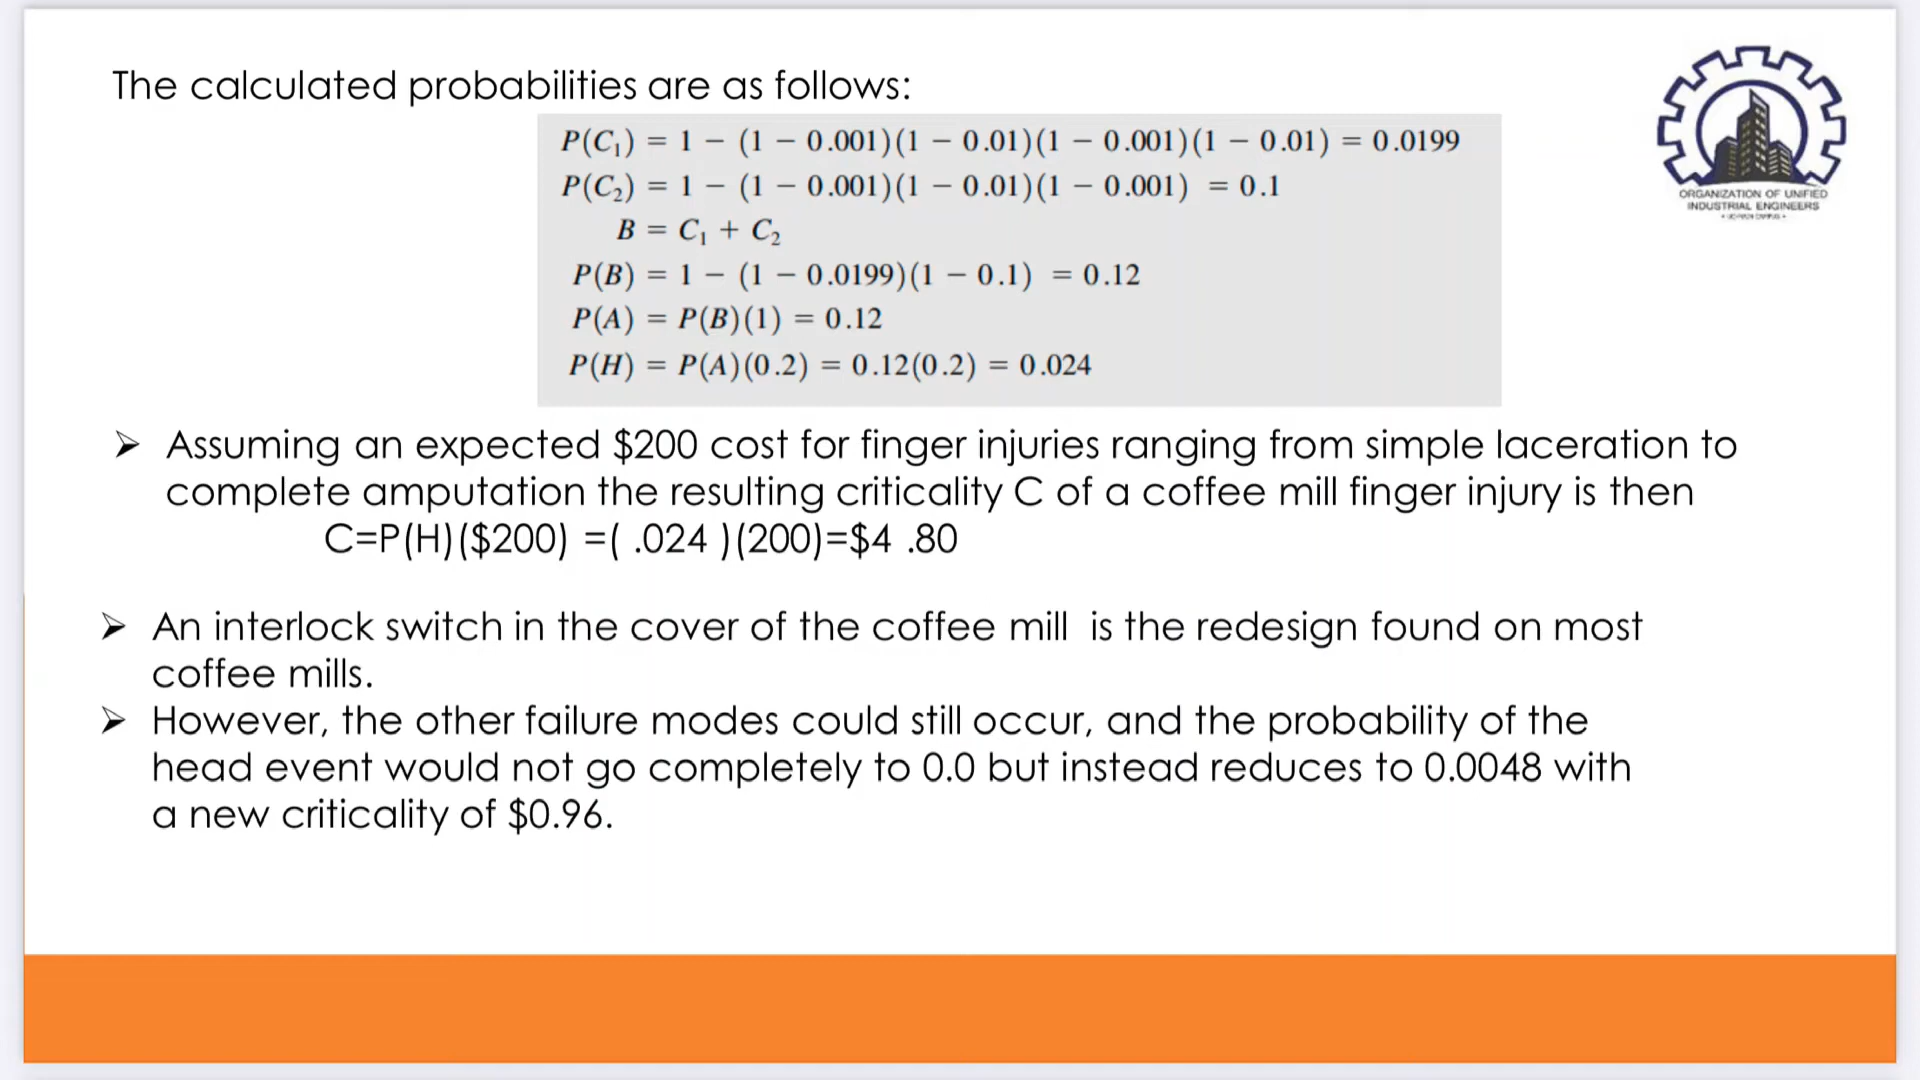 The calculated probabilities are as follows:
P(C₁) = 1 − (1 − 0.001)(1 − 0.01)(1 − 0.001)(1 − 0.01) = 0.0199
P(C₂) = 1 − (1 − 0.001)(1 − 0.01)(1 − 0.001) = 0.1
B = C₁ + C₂
P(B) = 1 − (1 − 0.0199)(1 − 0.1) = 0.12
P(A) = P(B)(1) = 0.12
P(H) = P(A)(0.2) = 0.12(0.2) = 0.024
ORGANIZATION OF UNIFIED
INDUSTRIAL ENGINEERS
➢ Assuming an expected $200 cost for finger injuries ranging from simple laceration to
complete amputation the resulting criticality C of a coffee mill finger injury is then
C=P(H)($200) =( .024 )(200)=$4 .80
➢ An interlock switch in the cover of the coffee mill is the redesign found on most
coffee mills.
➢ However, the other failure modes could still occur, and the probability of the
head event would not go completely to 0.0 but instead reduces to 0.0048 with
a new criticality of $0.96.